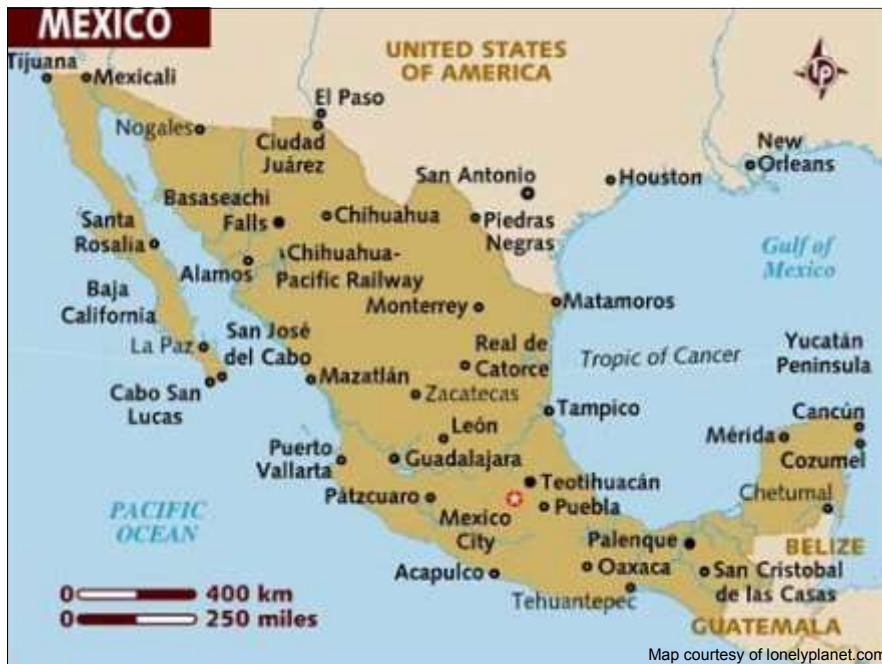 MEXICO
Tijuana
Mexicali
UNITED STATES
OF AMERICA
lp
El Paso
Nogales
Ciudad
Juárez
New
Orleans
San Antonio
Houston
Basaseachi
Falls
Chihuahua
Piedras
Negras
Santa
Rosalia
Gulf of
Mexico
Chihuahua-
Pacific Railway
Alamos
Baja
California
Monterrey
Matamoros
San José
del Cabo
La Paz
Real de
Catorce
Tropic of Cancer
Yucatán
Peninsula
Mazatlán
Cabo San
Lucas
Zacatecas
Tampico
Cancún
León
Mérida
Puerto
Vallarta
Guadalajara
Cozumel
Teotihuacán
Chetumal
Pátzcuaro
Puebla
PACIFIC
OCEAN
Mexico
City
Palenque
BELIZE
Acapulco
Oaxaca
San Cristobal
de las Casas
0 400 km
0 250 miles
Tehuantepec
GUATEMALA
Map courtesy of lonelyplanet.com